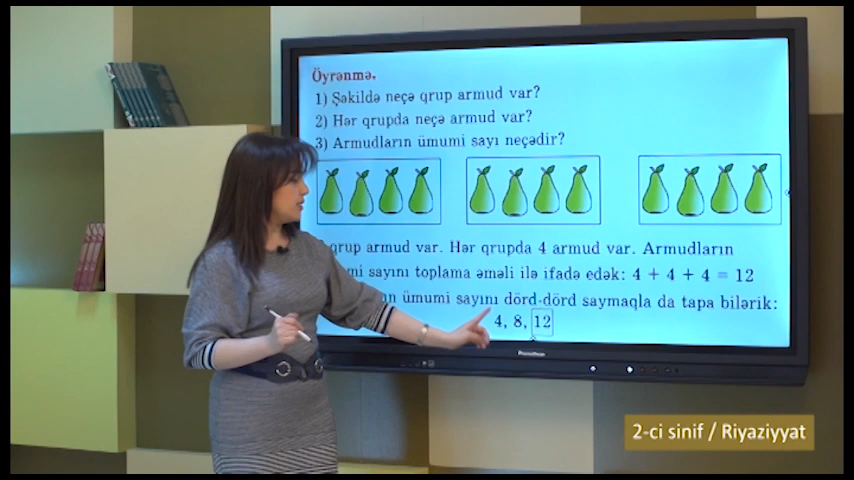 Öyrənmə.
1) Şəkildə neçə qrup armud var?
2) Hər qrupda neçə armud var?
3) Armudların ümumi sayı neçədir?
qrup armud var. Hər qrupda 4 armud var. Armudların
sayını toplama əməli ilə ifadə edək: 4 + 4 + 4 = 12
ümumi sayını dörd-dörd saymaqla da tapa bilərik:
4, 8, 12
Promethean
2-ci sinif / Riyaziyyat